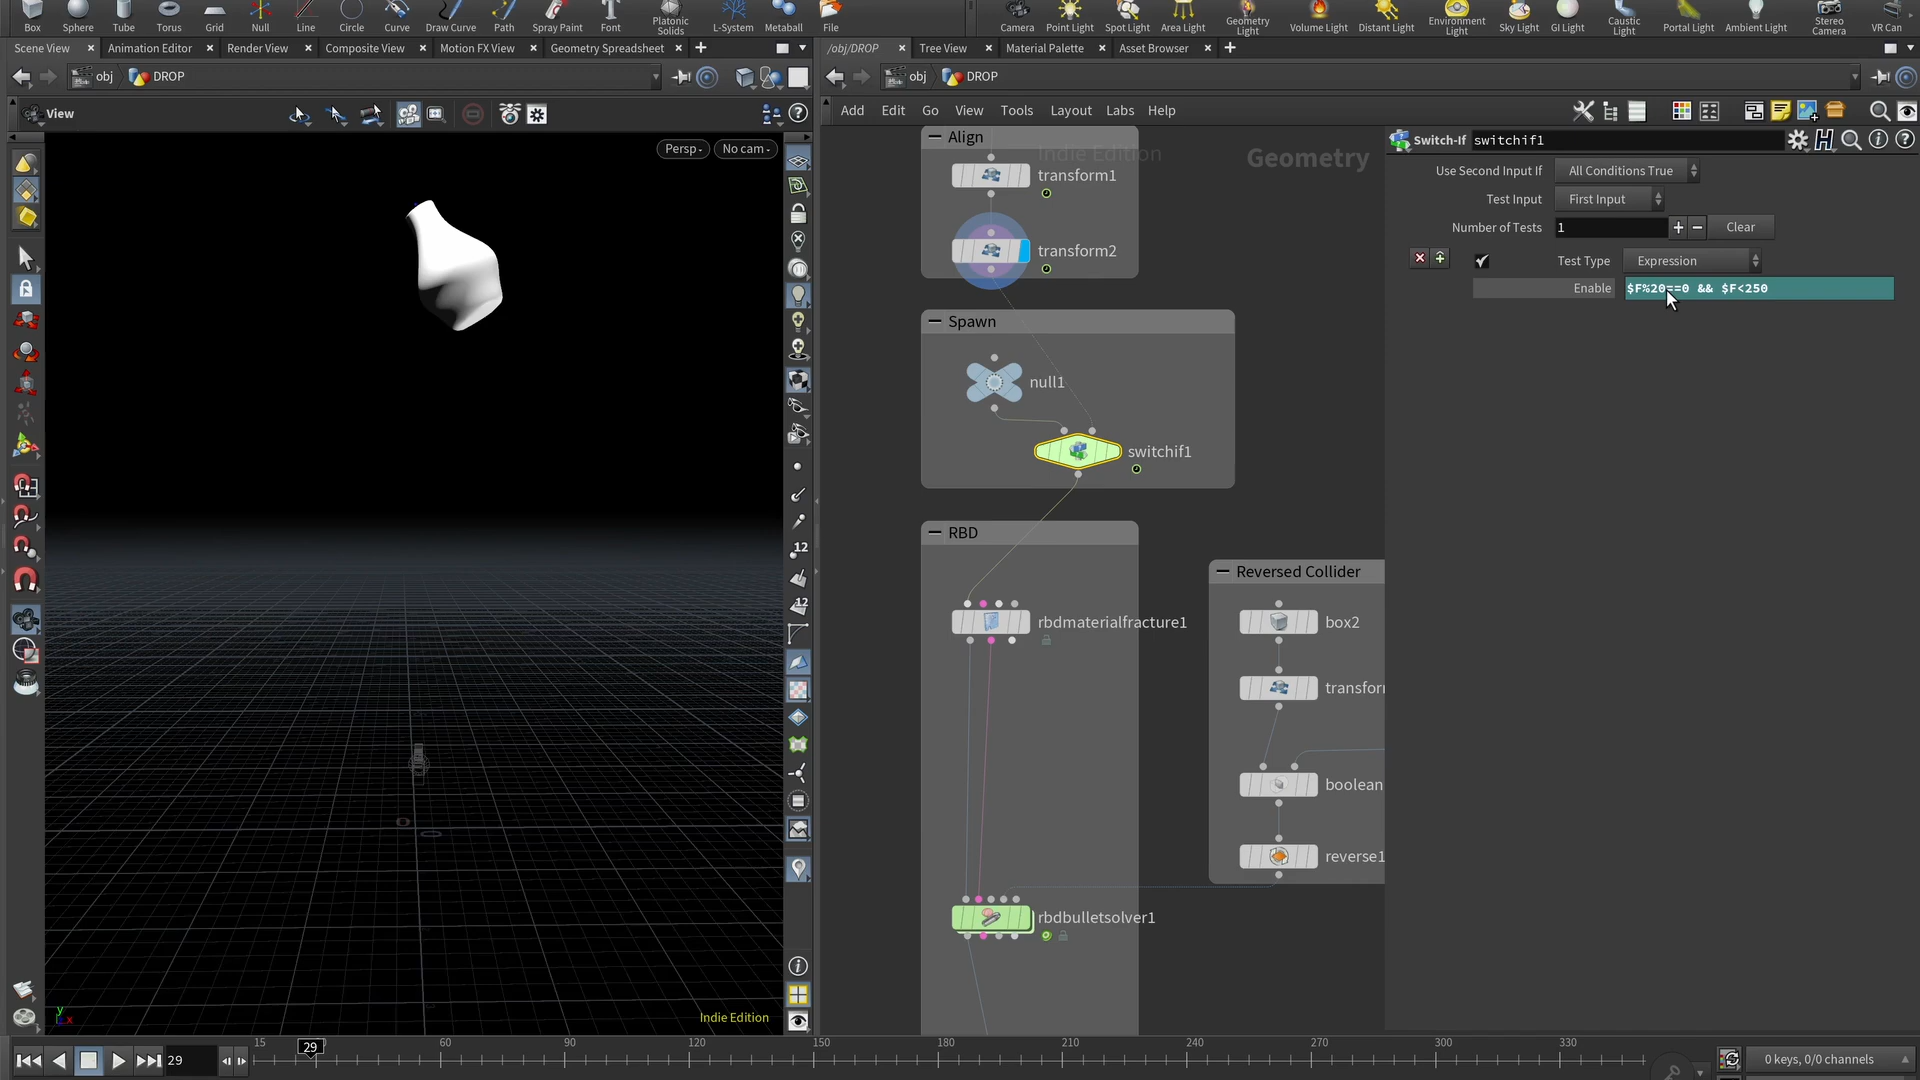 Box Sphere Tube Torus Grid Null Line Circle Curve Draw Curve Path Spray Paint Font Platonic Solids L-System Metaball File
Camera Point Light Spot Light Area Light Geometry Light Volume Light Distant Light Environment Light Sky Light GI Light Caustic Light Portal Light Ambient Light Stereo Camera VR Can
Scene View Animation Editor Render View Composite View Motion FX View Geometry Spreadsheet
/obj/DROP Tree View Material Palette Asset Browser
obj DROP
obj DROP
View
Add Edit Go View Tools Layout Labs Help
Persp No cam
Align
Indie Edition
Geometry
transform1
transform2
Spawn
null1
switchif1
RBD
Reversed Collider
rbdmaterialfracture1
box2
transfor
boolean
reverse1
rbdbulletsolver1
Switch-If switchif1
Use Second Input If All Conditions True
Test Input First Input
Number of Tests 1 Clear
Test Type Expression
Enable $F%20==0 && $F<250
12
12
y
x
Indie Edition
29
15 29 60 90 120 150 180 210 240 270 300 330
0 keys, 0/0 channels